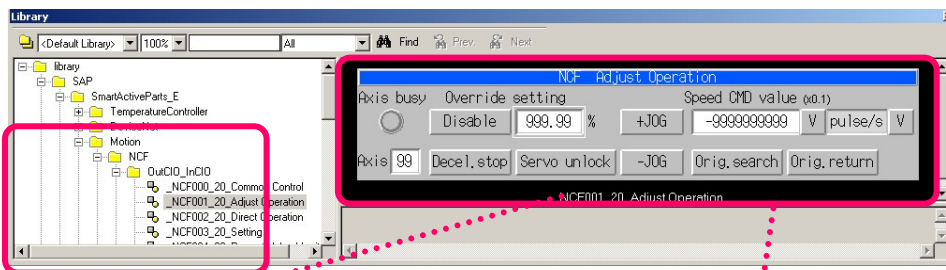 Library
<Default Library> 100% All Find Prev. Next
library
SAP
SmartActiveParts_E
TemperatureController
Motion
NCF
OutCIO_InCIO
_NCF000_20_Common Control
_NCF001_20_Adjust Operation
_NCF002_20_Direct Operation
_NCF003_20_Setting
NCF Adjust Operation
Axis busy Override setting Speed CMD value (x0.1)
Disable 999.99 % +JOG -9999999999 V pulse/s V
Axis 99 Decel.stop Servo unlock -JOG Orig.search Orig.return
_NCF001_20_Adjust Operation